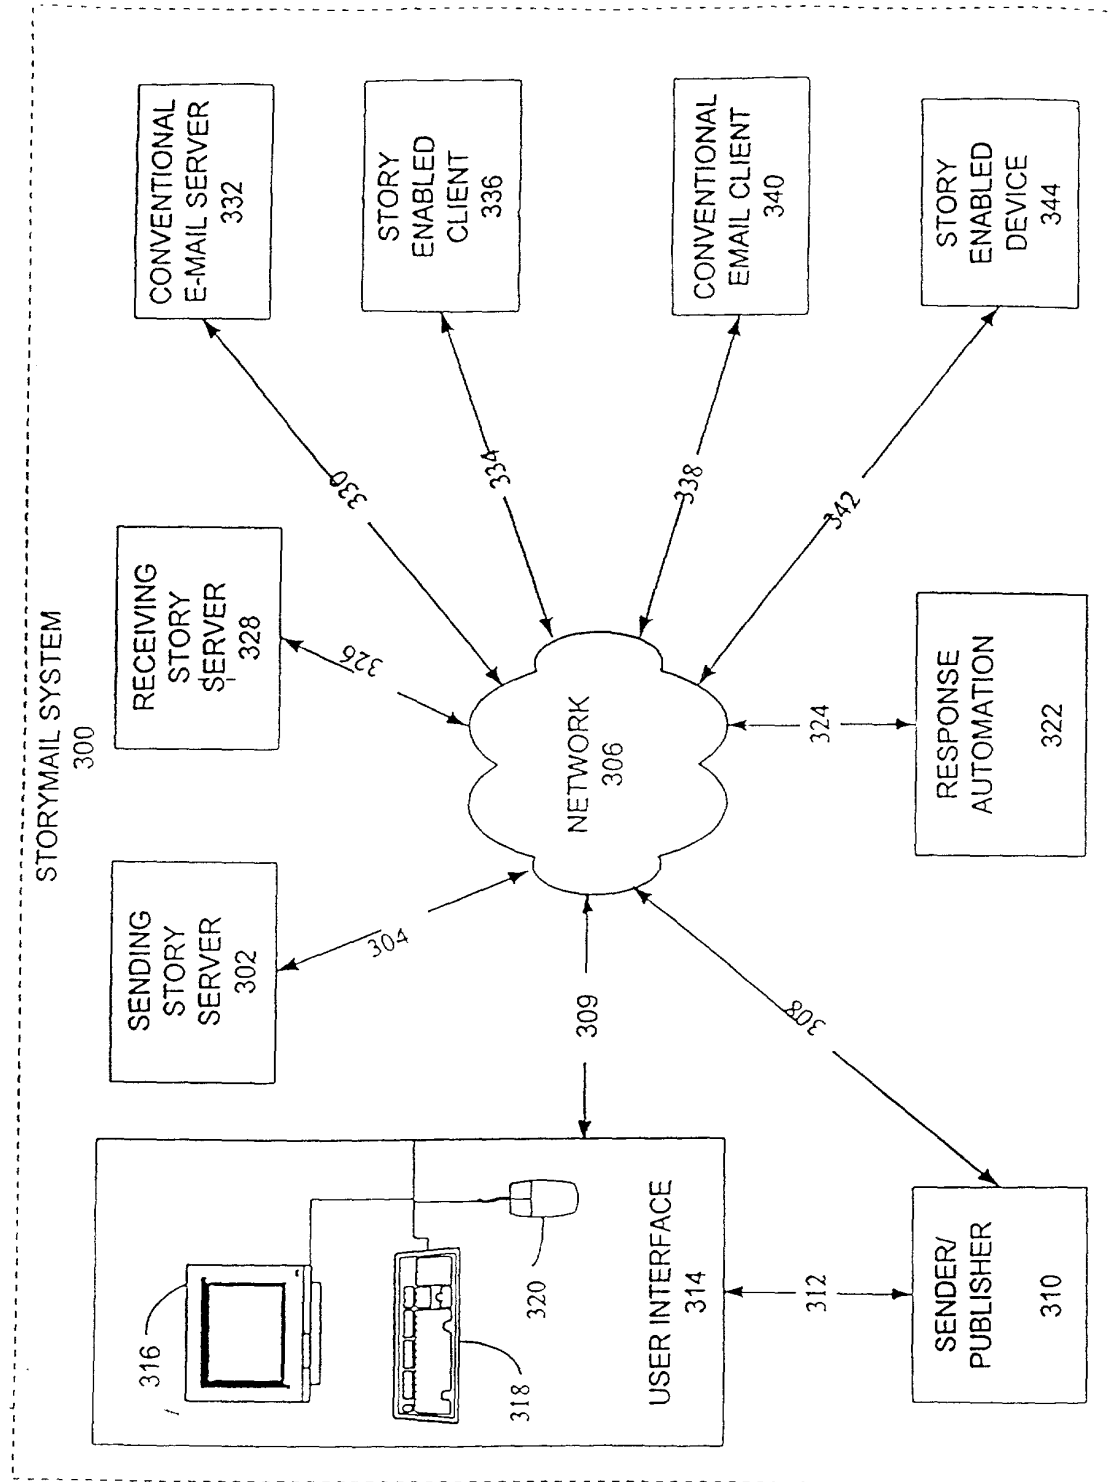 STORYMAIL SYSTEM
300
SENDING
STORY
SERVER
302
RECEIVING
STORY
SERVER
328
CONVENTIONAL
E-MAIL SERVER
332
STORY
ENABLED
CLIENT
336
CONVENTIONAL
EMAIL CLIENT
340
STORY
ENABLED
DEVICE
344
304
326
330
334
338
342
NETWORK
306
309
308
324
316
318
320
USER INTERFACE
314
312
SENDER/
PUBLISHER
310
RESPONSE
AUTOMATION
322